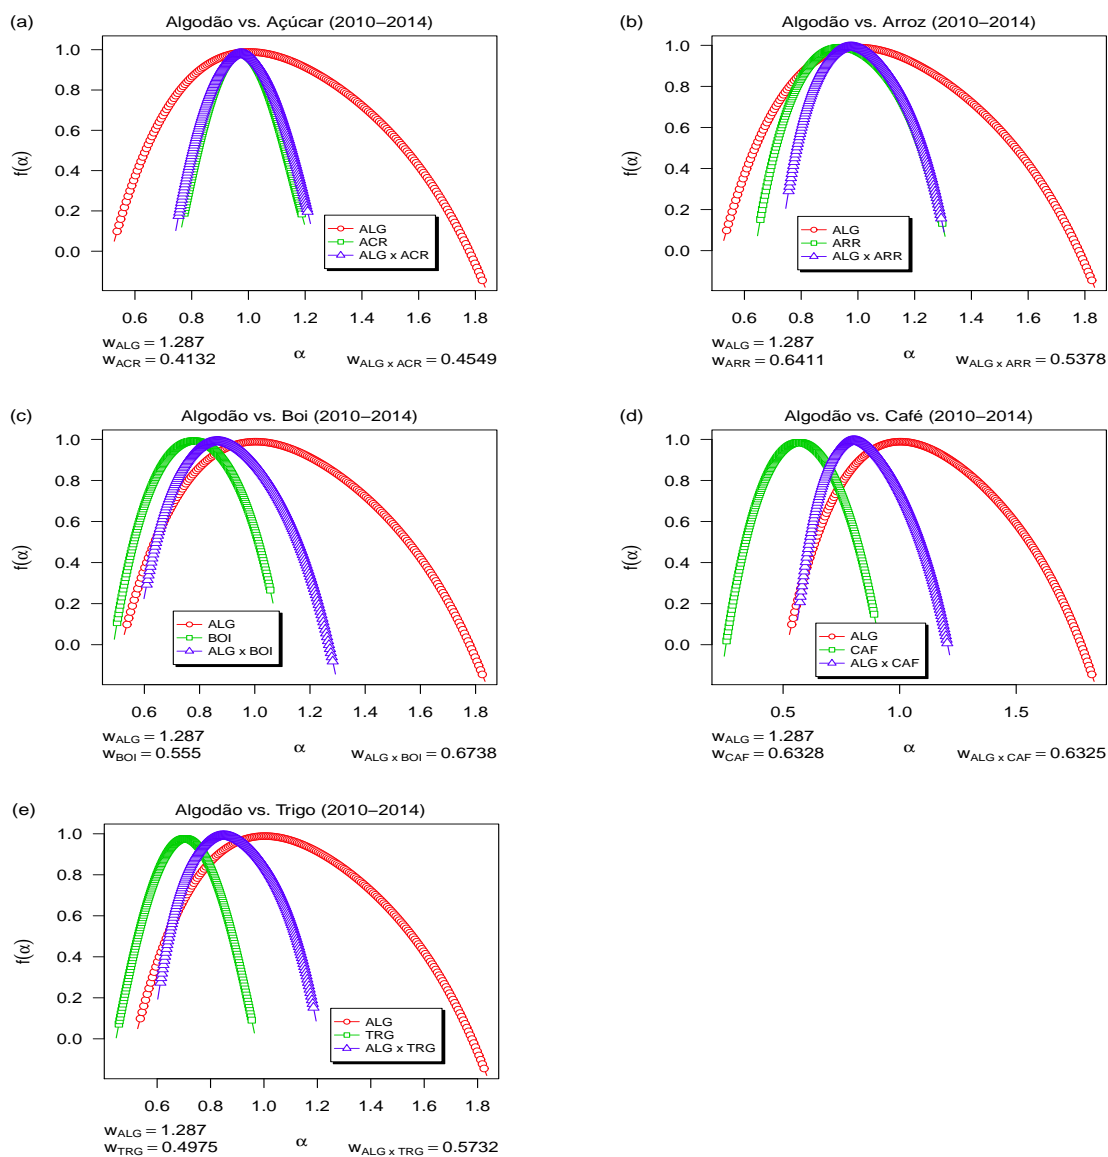 (a)
Algodão vs. Açúcar (2010−2014)
f(α)
1.0
0.8
0.6
0.4
0.2
0.0
ALG
ACR
ALG x ACR
0.6 0.8 1.0 1.2 1.4 1.6 1.8
wALG = 1.287
wACR = 0.4132
α
wALG x ACR = 0.4549
(b)
Algodão vs. Arroz (2010−2014)
f(α)
1.0
0.8
0.6
0.4
0.2
0.0
ALG
ARR
ALG x ARR
0.6 0.8 1.0 1.2 1.4 1.6 1.8
wALG = 1.287
wARR = 0.6411
α
wALG x ARR = 0.5378
(c)
Algodão vs. Boi (2010−2014)
f(α)
1.0
0.8
0.6
0.4
0.2
0.0
ALG
BOI
ALG x BOI
0.6 0.8 1.0 1.2 1.4 1.6 1.8
wALG = 1.287
wBOI = 0.555
α
wALG x BOI = 0.6738
(d)
Algodão vs. Café (2010−2014)
f(α)
1.0
0.8
0.6
0.4
0.2
0.0
ALG
CAF
ALG x CAF
0.5 1.0 1.5
wALG = 1.287
wCAF = 0.6328
α
wALG x CAF = 0.6325
(e)
Algodão vs. Trigo (2010−2014)
f(α)
1.0
0.8
0.6
0.4
0.2
0.0
ALG
TRG
ALG x TRG
0.6 0.8 1.0 1.2 1.4 1.6 1.8
wALG = 1.287
wTRG = 0.4975
α
wALG x TRG = 0.5732